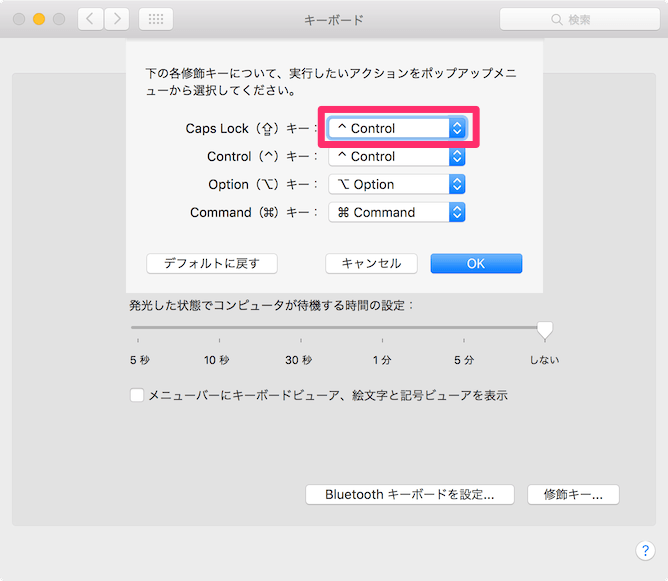 キーボード
検索
下の各修飾キーについて、実行したいアクションをポップアップメニ
ューから選択してください。
Caps Lock（⇪）キー： ^ Control
Control（^）キー： ^ Control
Option（⌥）キー： ⌥ Option
Command（⌘）キー： ⌘ Command
デフォルトに戻す キャンセル OK
発光した状態でコンピュータが待機する時間の設定：
5 秒 10 秒 30 秒 1 分 5 分 しない
メニューバーにキーボードビューア、絵文字と記号ビューアを表示
Bluetooth キーボードを設定... 修飾キー...
?